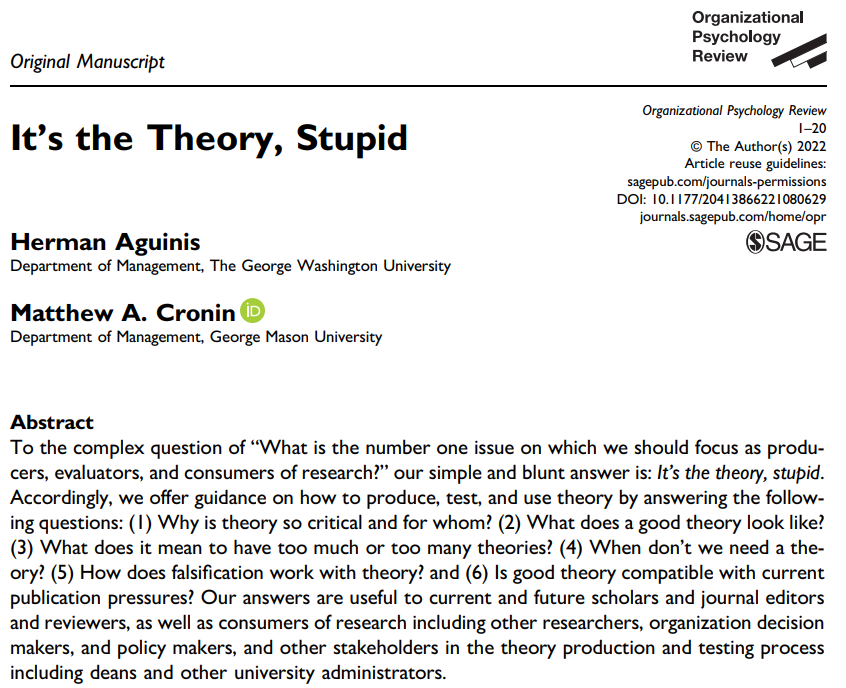 Organizational
Psychology
Review
Original Manuscript
Organizational Psychology Review
1–20
© The Author(s) 2022
Article reuse guidelines:
sagepub.com/journals-permissions
DOI: 10.1177/20413866221080629
journals.sagepub.com/home/opr
SAGE
It's the Theory, Stupid
Herman Aguinis
Department of Management, The George Washington University
Matthew A. Cronin iD
Department of Management, George Mason University
Abstract
To the complex question of “What is the number one issue on which we should focus as produ-
cers, evaluators, and consumers of research?” our simple and blunt answer is: It’s the theory, stupid.
Accordingly, we offer guidance on how to produce, test, and use theory by answering the follow-
ing questions: (1) Why is theory so critical and for whom? (2) What does a good theory look like?
(3) What does it mean to have too much or too many theories? (4) When don’t we need a the-
ory? (5) How does falsification work with theory? and (6) Is good theory compatible with current
publication pressures? Our answers are useful to current and future scholars and journal editors
and reviewers, as well as consumers of research including other researchers, organization decision
makers, and policy makers, and other stakeholders in the theory production and testing process
including deans and other university administrators.